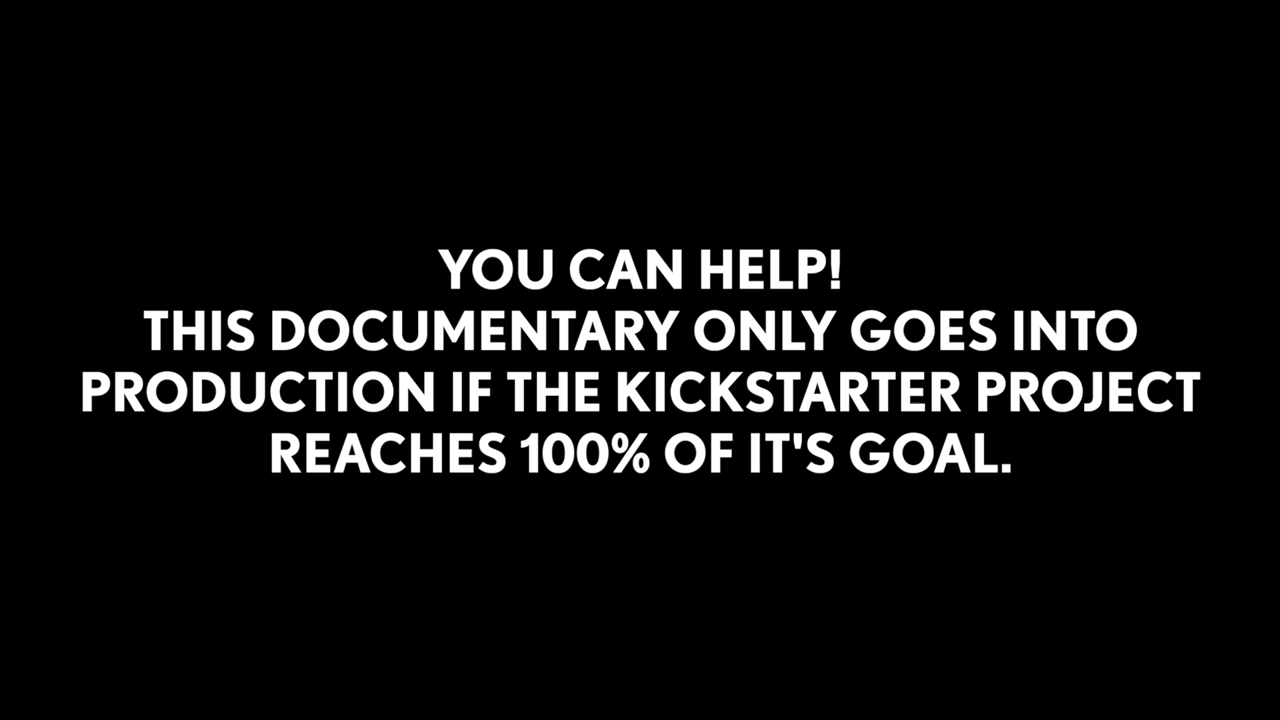 YOU CAN HELP!
THIS DOCUMENTARY ONLY GOES INTO
PRODUCTION IF THE KICKSTARTER PROJECT
REACHES 100% OF IT'S GOAL.